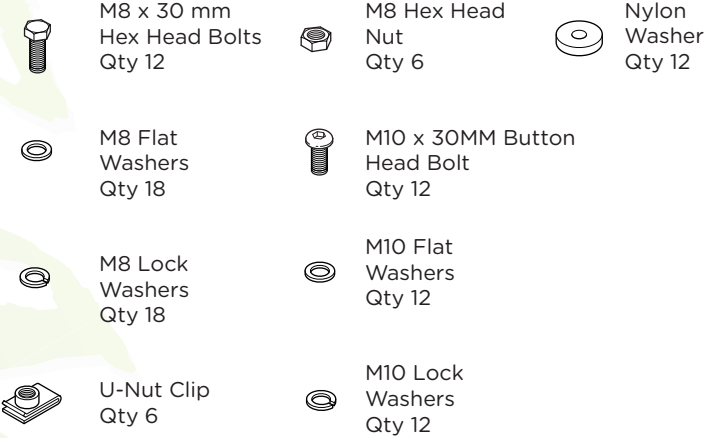 M8 x 30 mm
Hex Head Bolts
Qty 12
M8 Hex Head
Nut
Qty 6
Nylon
Washer
Qty 12
M8 Flat
Washers
Qty 18
M10 x 30MM Button
Head Bolt
Qty 12
M8 Lock
Washers
Qty 18
M10 Flat
Washers
Qty 12
U-Nut Clip
Qty 6
M10 Lock
Washers
Qty 12